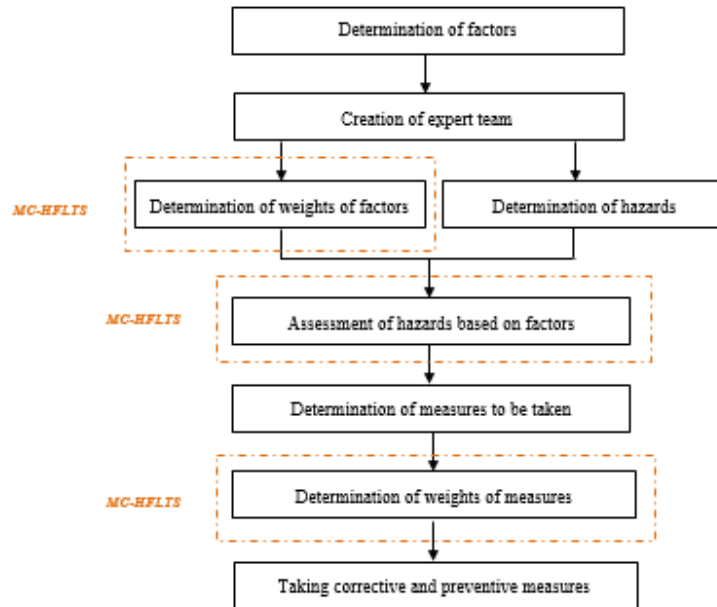 Determination of factors
Creation of expert team
MC-HFLTS
Determination of weights of factors
Determination of hazards
MC-HFLTS
Assessment of hazards based on factors
Determination of measures to be taken
MC-HFLTS
Determination of weights of measures
Taking corrective and preventive measures